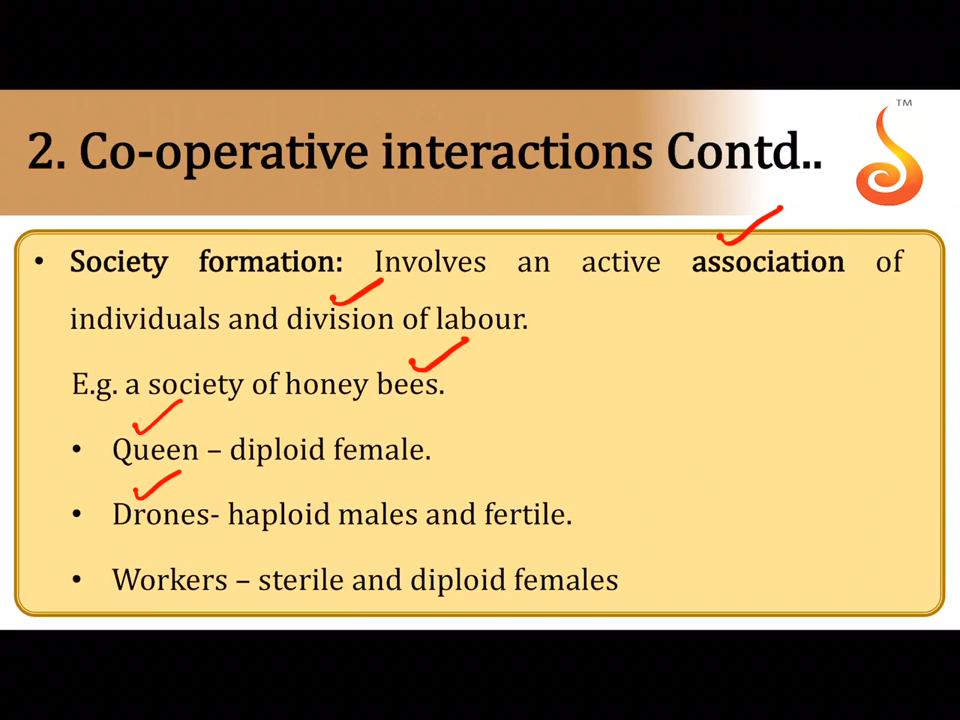 2. Co-operative interactions Contd..
TM
• Society formation: Involves an active association of
individuals and division of labour.
E.g. a society of honey bees.
• Queen – diploid female.
• Drones- haploid males and fertile.
• Workers – sterile and diploid females